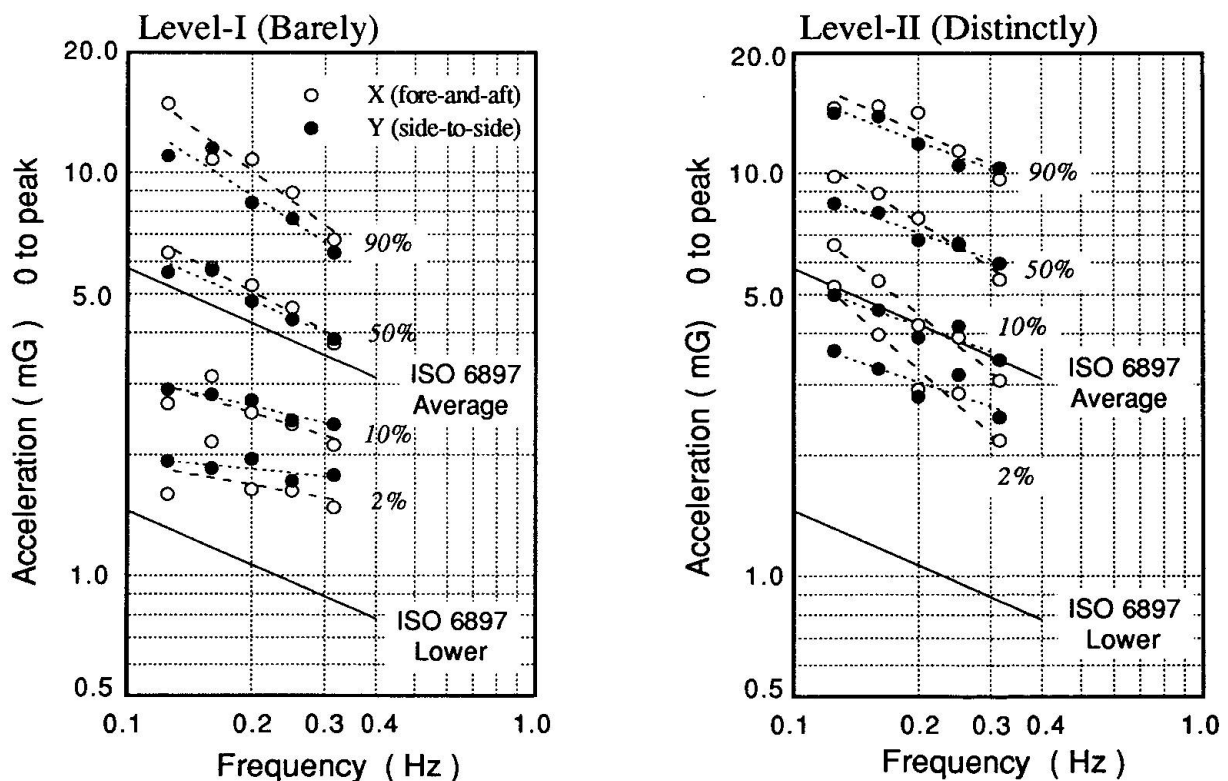 Level-I (Barely)
20.0
10.0
5.0
1.0
0.5
Acceleration ( mG ) 0 to peak
X (fore-and-aft)
Y (side-to-side)
90%
50%
ISO 6897
Average
10%
2%
ISO 6897
Lower
0.1 0.2 0.3 0.4 1.0
Frequency ( Hz )
Level-II (Distinctly)
20.0
10.0
5.0
1.0
0.5
Acceleration ( mG ) 0 to peak
90%
50%
10%
ISO 6897
Average
2%
ISO 6897
Lower
0.1 0.2 0.3 0.4 1.0
Frequency ( Hz )